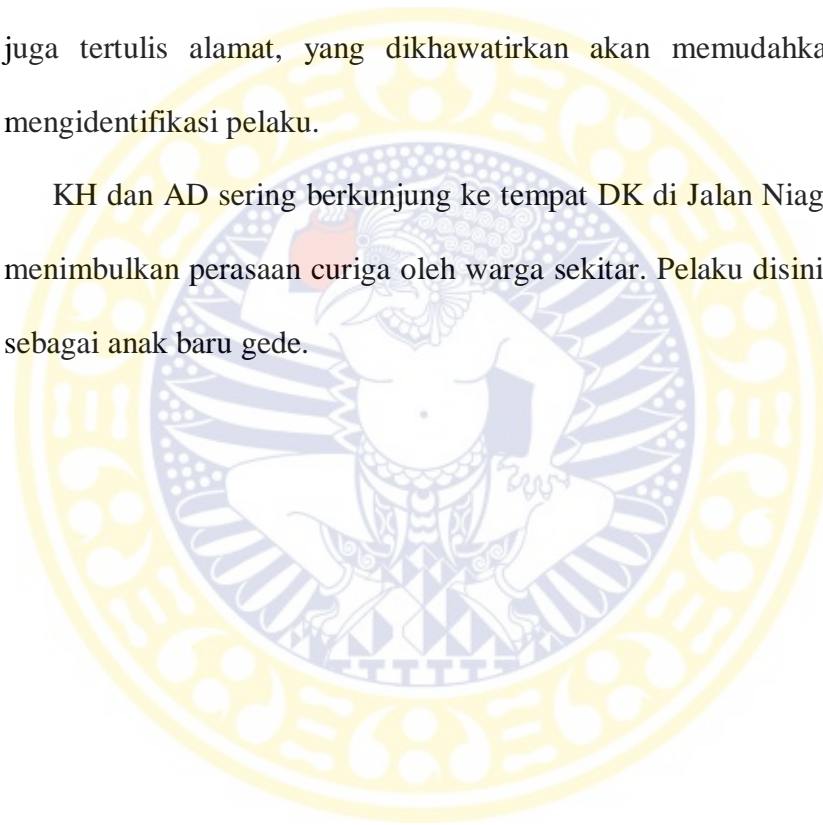 juga tertulis alamat, yang dikhawatirkan akan memudahka
mengidentifikasi pelaku.
KH dan AD sering berkunjung ke tempat DK di Jalan Niag
menimbulkan perasaan curiga oleh warga sekitar. Pelaku disini
sebagai anak baru gede.